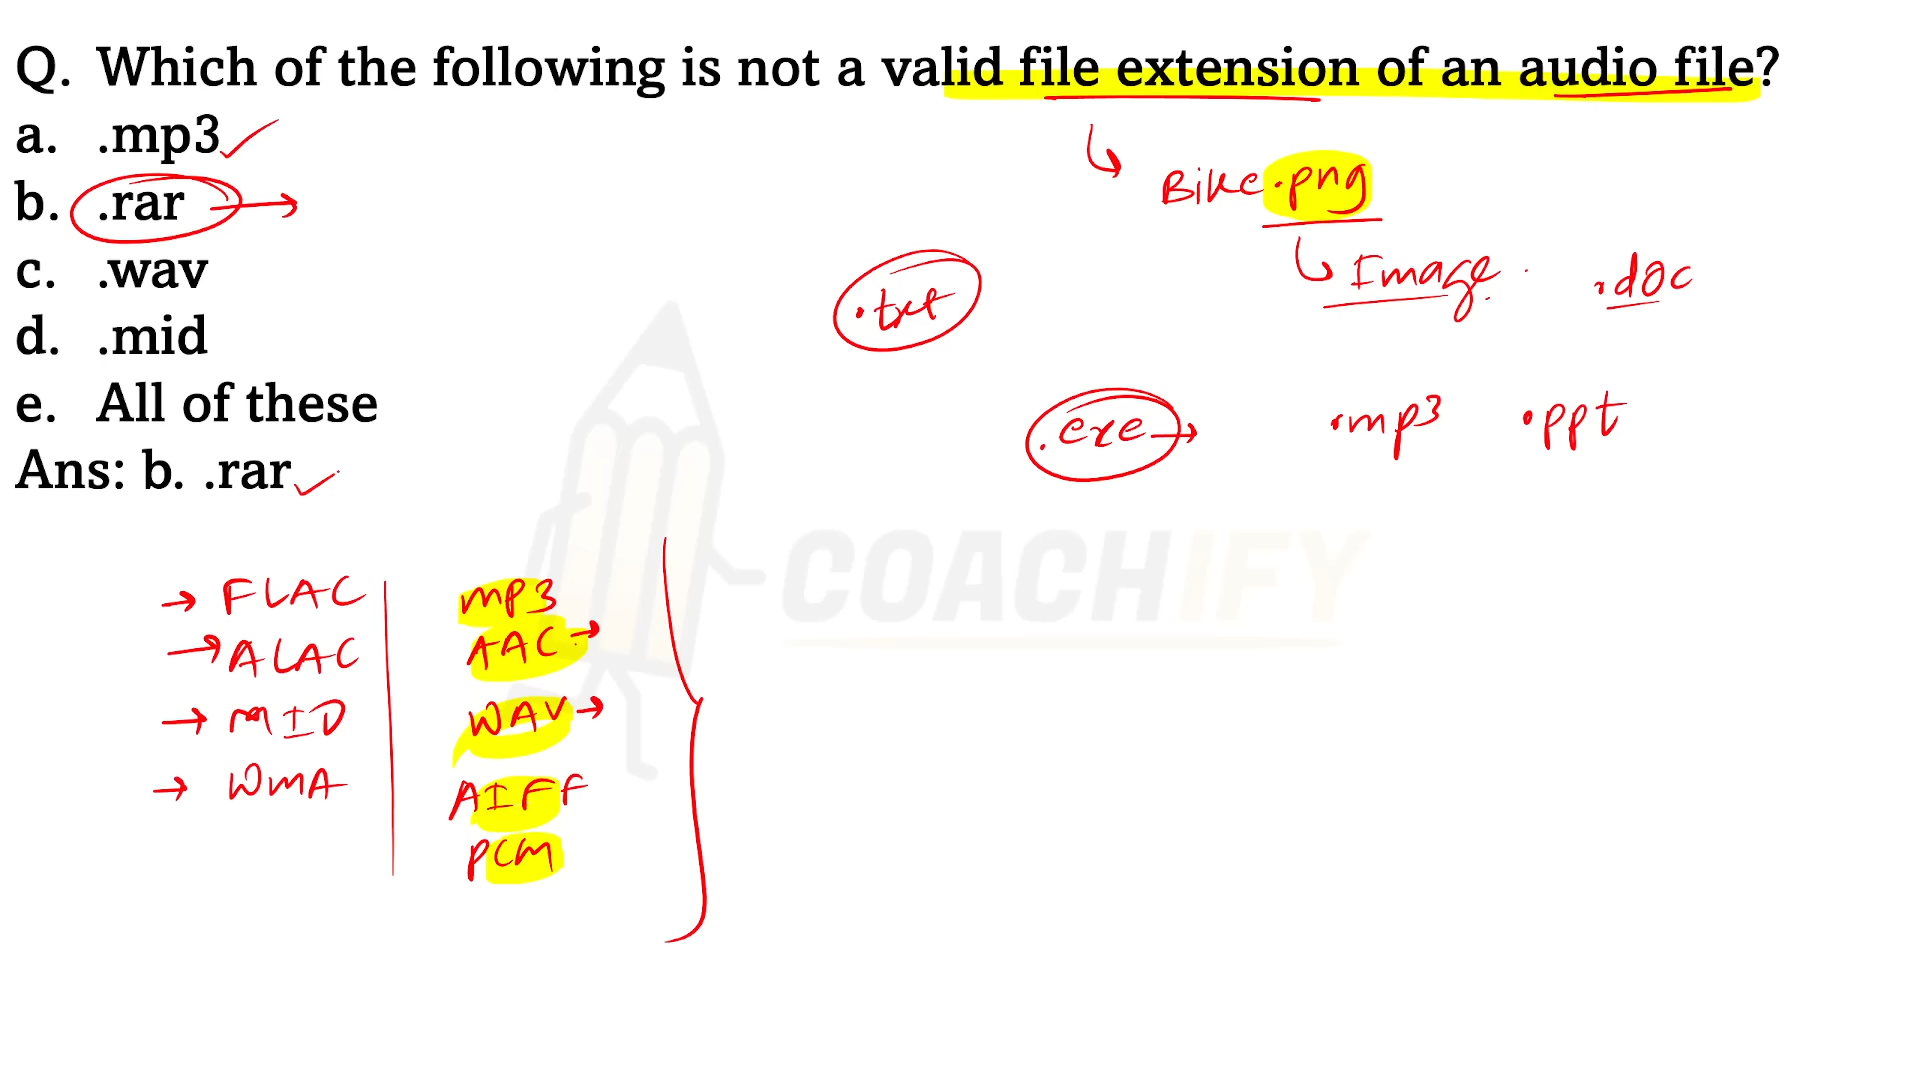 Q. Which of the following is not a valid file extension of an audio file?
a. .mp3
b. .rar
c. .wav
d. .mid
e. All of these
Ans: b. .rar
Bike.png
Image
.doc
.txt
.exe
.mp3
.ppt
COACHIFY
FLAC
ALAC
MID
WMA
MP3
AAC
WAV
AIFF
PCM